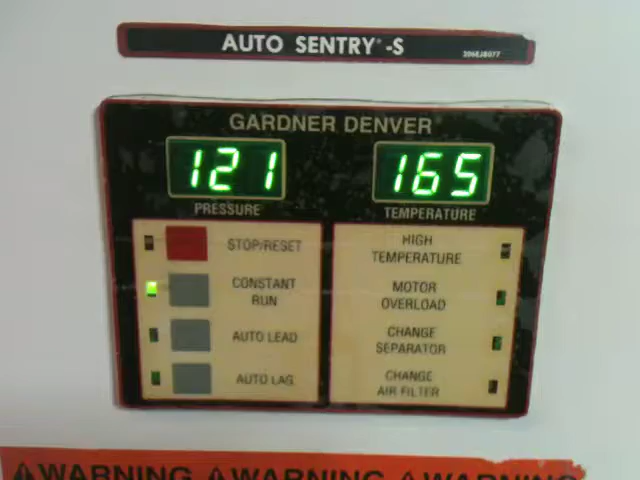 AUTO SENTRY® -S
206EJB077
GARDNER DENVER®
121
165
PRESSURE
TEMPERATURE
STOP/RESET
CONSTANT
RUN
AUTO LEAD
AUTO LAG
HIGH
TEMPERATURE
MOTOR
OVERLOAD
CHANGE
SEPARATOR
CHANGE
AIR FILTER
WARNING WARNING WARNING